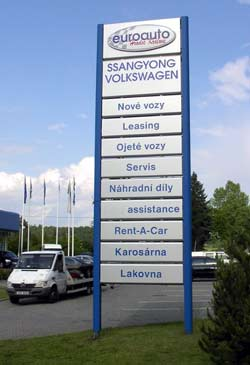 euroauto
SSANGYONG
VOLKSWAGEN
Nové vozy
Leasing
Ojeté vozy
Servis
Náhradní díly
assistance
Rent-A-Car
Karosárna
Lakovna